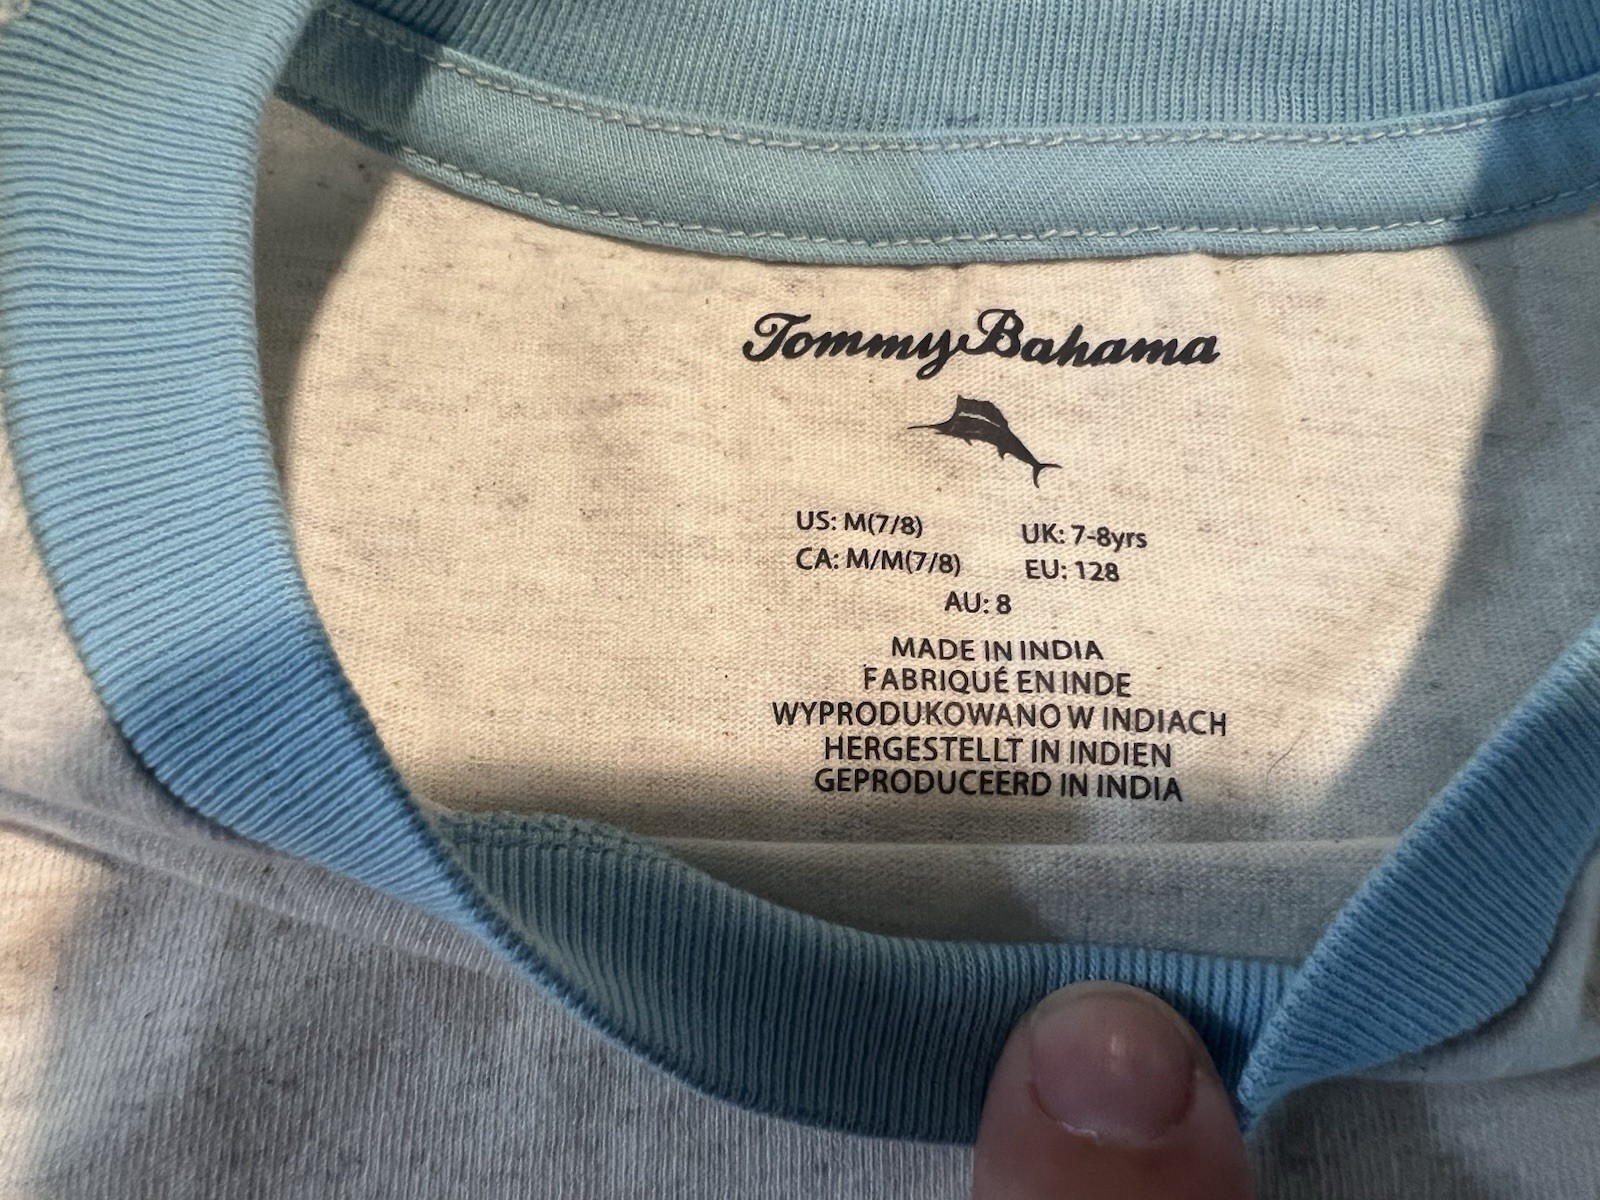 Tommy Bahama
US: M(7/8) UK: 7-8yrs
CA: M/M(7/8) EU: 128
AU: 8
MADE IN INDIA
FABRIQUÉ EN INDE
WYPRODUKOWANO W INDIACH
HERGESTELLT IN INDIEN
GEPRODUCEERD IN INDIA